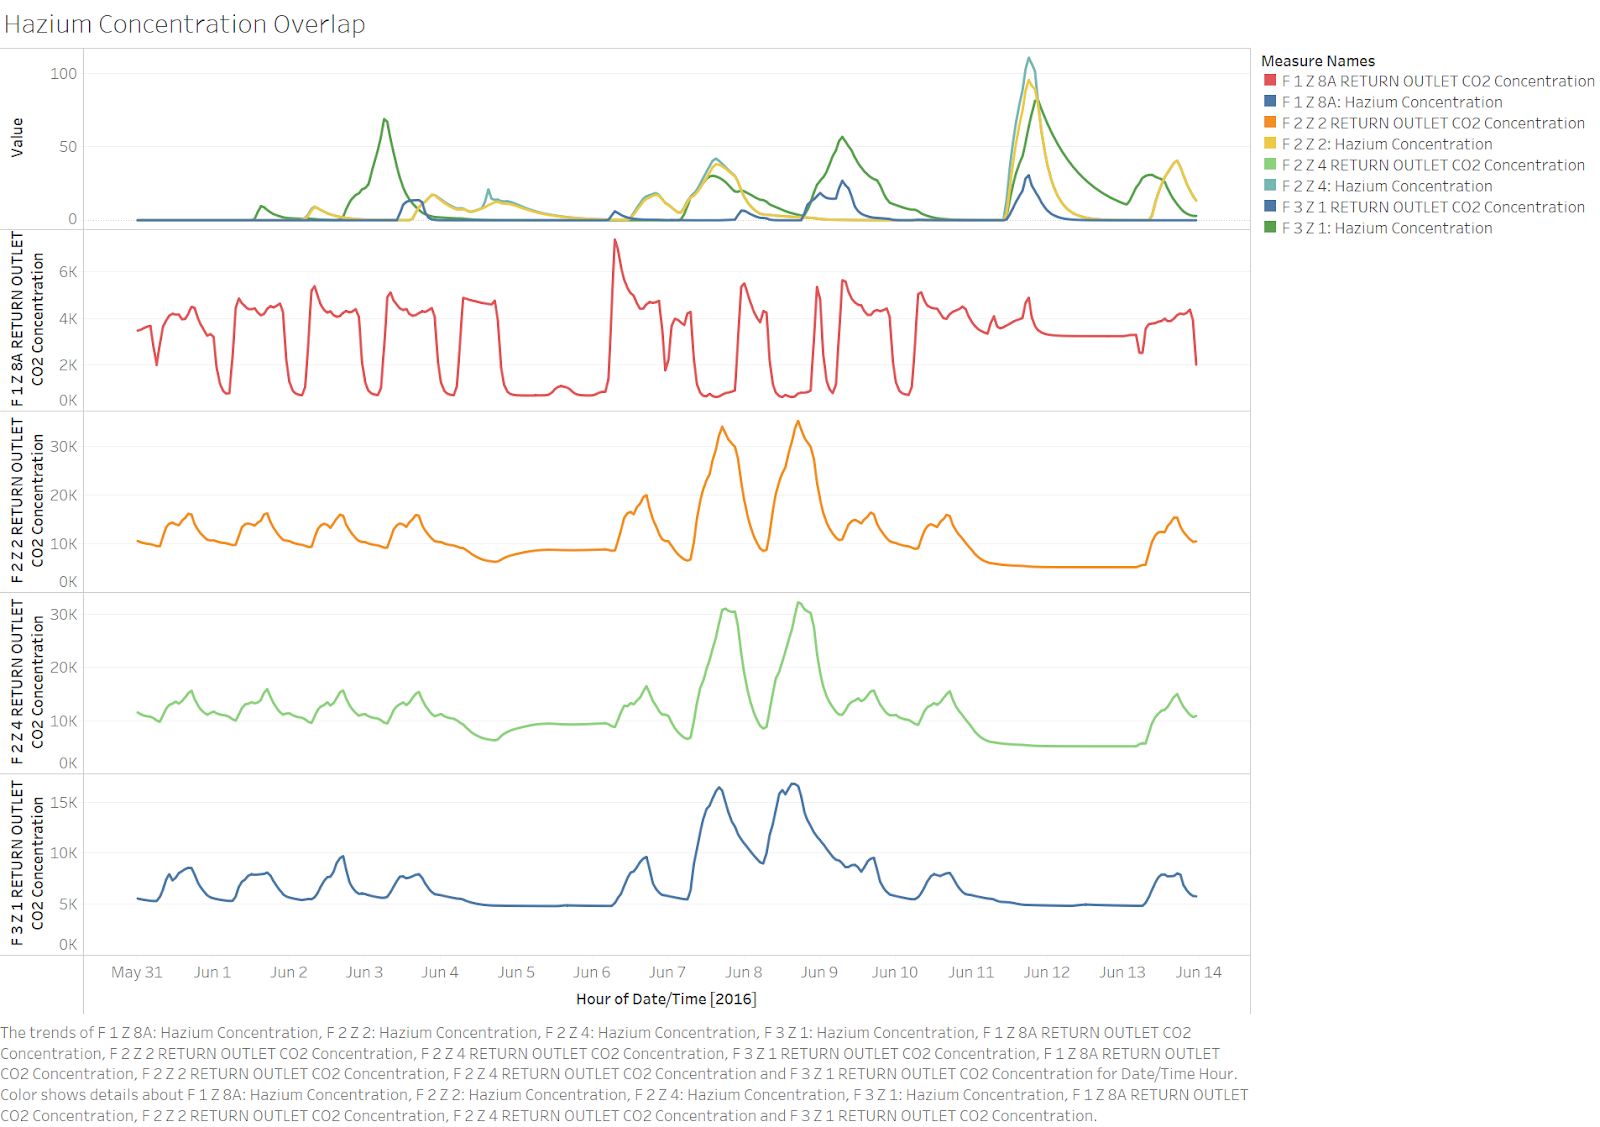 Hazium Concentration Overlap
Value
100
50
0
F 1 Z 8A RETURN OUTLET
CO2 Concentration
6K
4K
2K
0K
F 2 Z 2 RETURN OUTLET
CO2 Concentration
30K
20K
10K
0K
F 2 Z 4 RETURN OUTLET
CO2 Concentration
30K
20K
10K
0K
F 3 Z 1 RETURN OUTLET
CO2 Concentration
15K
10K
5K
0K
May 31 Jun 1 Jun 2 Jun 3 Jun 4 Jun 5 Jun 6 Jun 7 Jun 8 Jun 9 Jun 10 Jun 11 Jun 12 Jun 13 Jun 14
Hour of Date/Time [2016]
Measure Names
F 1 Z 8A RETURN OUTLET CO2 Concentration
F 1 Z 8A: Hazium Concentration
F 2 Z 2 RETURN OUTLET CO2 Concentration
F 2 Z 2: Hazium Concentration
F 2 Z 4 RETURN OUTLET CO2 Concentration
F 2 Z 4: Hazium Concentration
F 3 Z 1 RETURN OUTLET CO2 Concentration
F 3 Z 1: Hazium Concentration
The trends of F 1 Z 8A: Hazium Concentration, F 2 Z 2: Hazium Concentration, F 2 Z 4: Hazium Concentration, F 3 Z 1: Hazium Concentration, F 1 Z 8A RETURN OUTLET CO2
Concentration, F 2 Z 2 RETURN OUTLET CO2 Concentration, F 2 Z 4 RETURN OUTLET CO2 Concentration, F 3 Z 1 RETURN OUTLET CO2 Concentration, F 1 Z 8A RETURN OUTLET
CO2 Concentration, F 2 Z 2 RETURN OUTLET CO2 Concentration, F 2 Z 4 RETURN OUTLET CO2 Concentration and F 3 Z 1 RETURN OUTLET CO2 Concentration for Date/Time Hour.
Color shows details about F 1 Z 8A: Hazium Concentration, F 2 Z 2: Hazium Concentration, F 2 Z 4: Hazium Concentration, F 3 Z 1: Hazium Concentration, F 1 Z 8A RETURN OUTLET
CO2 Concentration, F 2 Z 2 RETURN OUTLET CO2 Concentration, F 2 Z 4 RETURN OUTLET CO2 Concentration and F 3 Z 1 RETURN OUTLET CO2 Concentration.